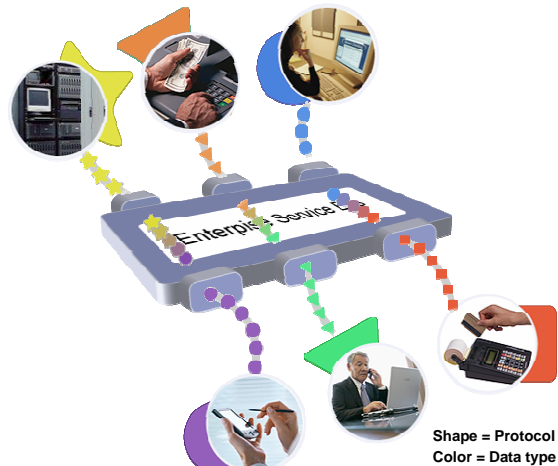 Enterprise Service
Shape = Protocol
Color = Data type